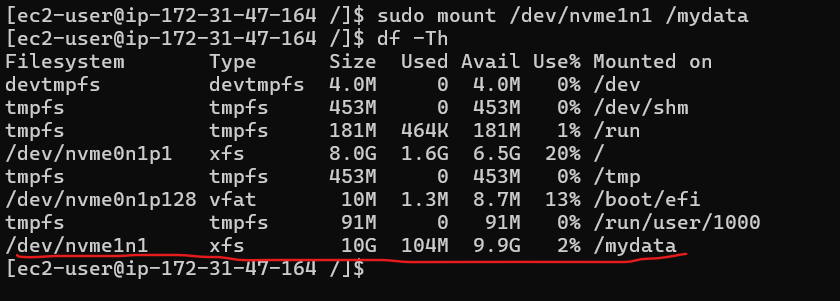 [ec2-user@ip-172-31-47-164 /]$ sudo mount /dev/nvme1n1 /mydata
[ec2-user@ip-172-31-47-164 /]$ df -Th
Filesystem       Type      Size  Used Avail Use% Mounted on
devtmpfs         devtmpfs  4.0M     0  4.0M   0% /dev
tmpfs            tmpfs     453M     0  453M   0% /dev/shm
tmpfs            tmpfs     181M  464K  181M   1% /run
/dev/nvme0n1p1   xfs       8.0G  1.6G  6.5G  20% /
tmpfs            tmpfs     453M     0  453M   0% /tmp
/dev/nvme0n1p128 vfat       10M  1.3M  8.7M  13% /boot/efi
tmpfs            tmpfs      91M     0   91M   0% /run/user/1000
/dev/nvme1n1     xfs        10G  104M  9.9G   2% /mydata
[ec2-user@ip-172-31-47-164 /]$